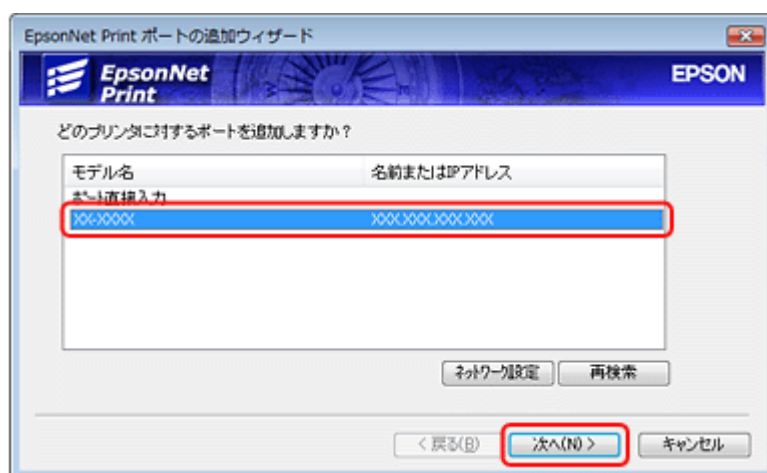 EpsonNet Print ポートの追加ウィザード
EpsonNet
Print
EPSON
どのプリンタに対するポートを追加しますか？
モデル名 名前またはIPアドレス
ポート直接入力
XX-XXXX XXX.XXX.XXX.XXX
ネットワーク設定 再検索
< 戻る(B) 次へ(N) > キャンセル